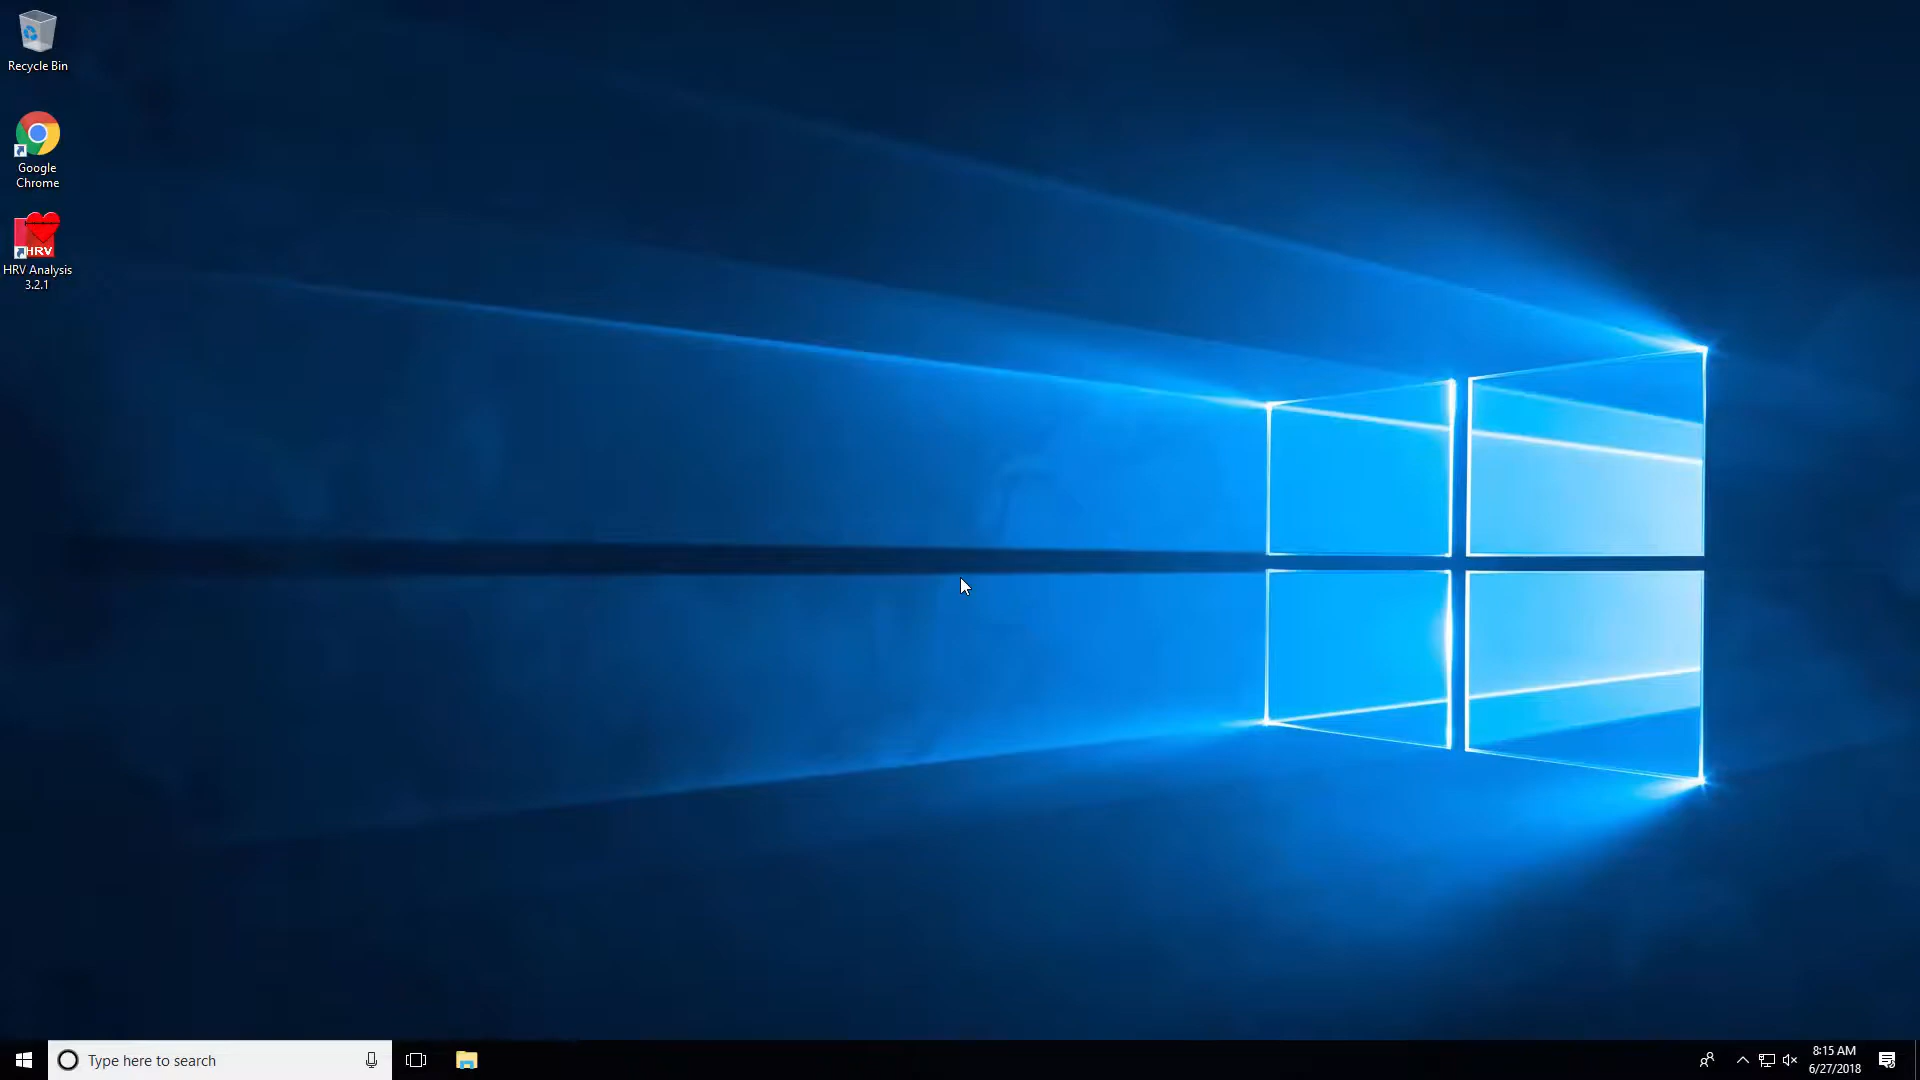 Recycle Bin
Google
Chrome
HRV
HRV Analysis
3.2.1
Type here to search
8:15 AM
6/27/2018